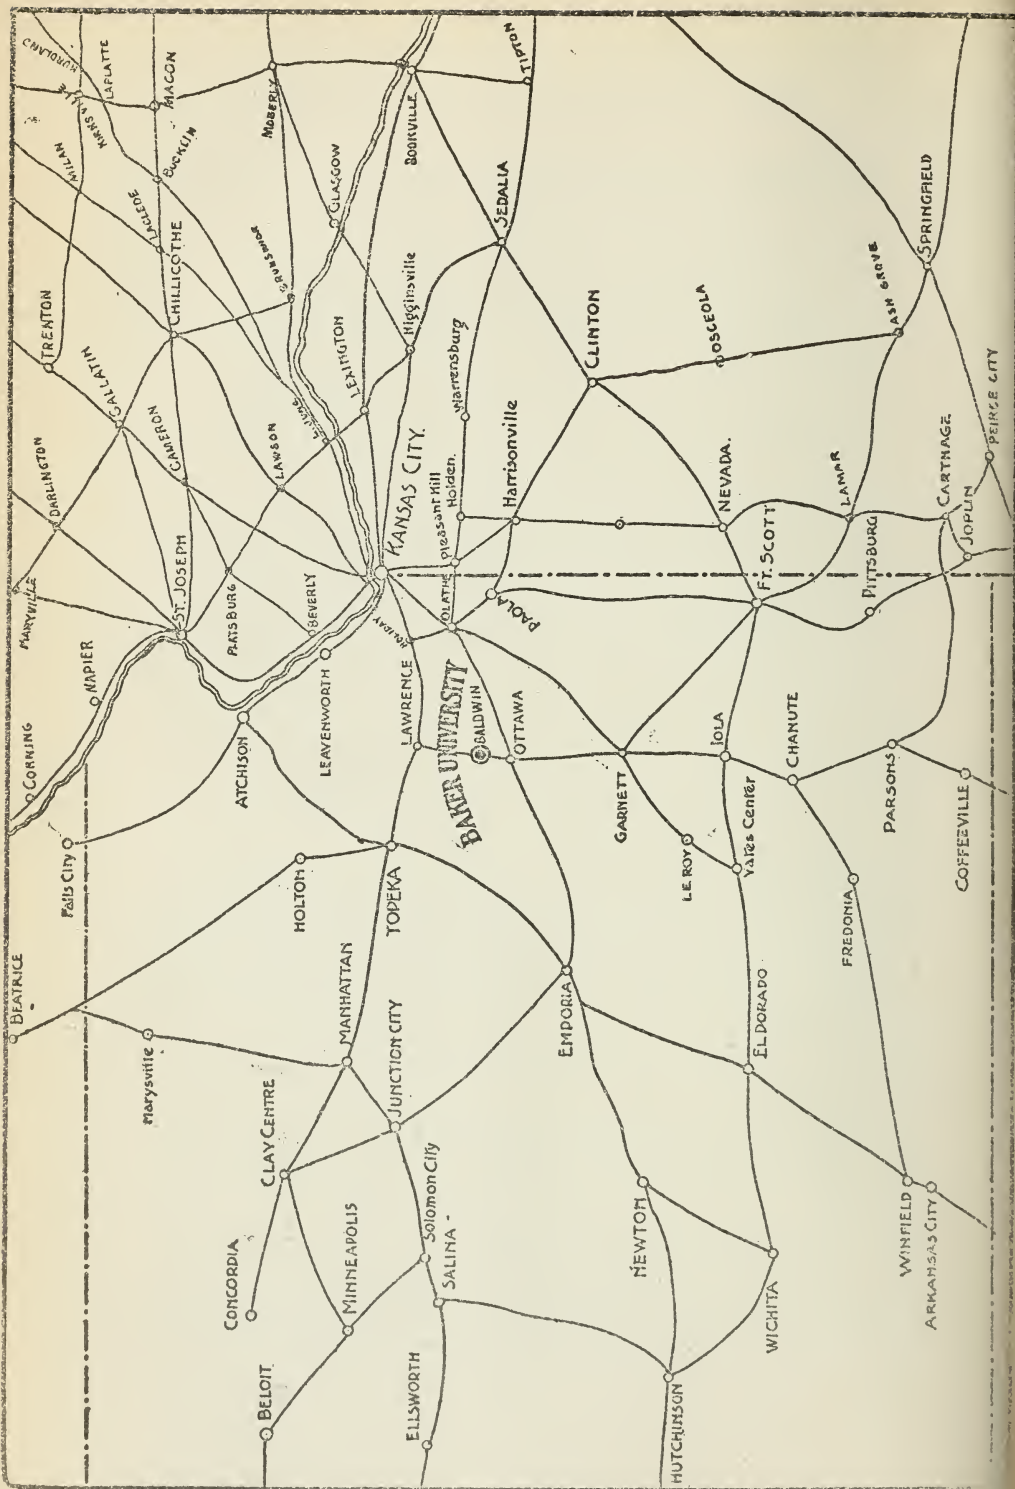 HURDLAND
LAPLATTE
KIRKSVILLE
MACON
MILAN
BUCKLIN
LACLEDE
CHILLICOTHE
TRENTON
GALLATIN
CAMERON
DARLINGTON
MARYVILLE
MOBERLY
GLASGOW
BRUNSWICK
LEXINGTON
LAWSON
BOONVILLE
TIPTON
SEDALIA
Higginsville
Warrensburg
CLINTON
OSCEOLA
ASH GROVE
SPRINGFIELD
PEIRCE CITY
CARTHAGE
JOPLIN
LAMAR
NEVADA.
Harrisonville
Holden.
Pleasant Hill
KANSAS CITY.
ST. JOSEPH
PLATSBURG
BEVERLY
OLATHE
PAOLA
FT. SCOTT
PITTSBURG
NAPIER
CORNING
Falls City
ATCHISON
LEAVENWORTH
HOLIDAY
LAWRENCE
BAKER UNIVERSITY
BALDWIN
OTTAWA
GARNETT
IOLA
CHANUTE
PARSONS
COFFEEVILLE
LE ROY
Yates Center
FREDONIA
BEATRICE
HOLTON
TOPEKA
MANHATTAN
Marysville
JUNCTION CITY
EMPORIA
EL DORADO
CLAY CENTRE
CONCORDIA
MINNEAPOLIS
Solomon City
SALINA
NEWTON
WICHITA
WINFIELD
ARKANSAS CITY
BELOIT
ELLSWORTH
HUTCHINSON